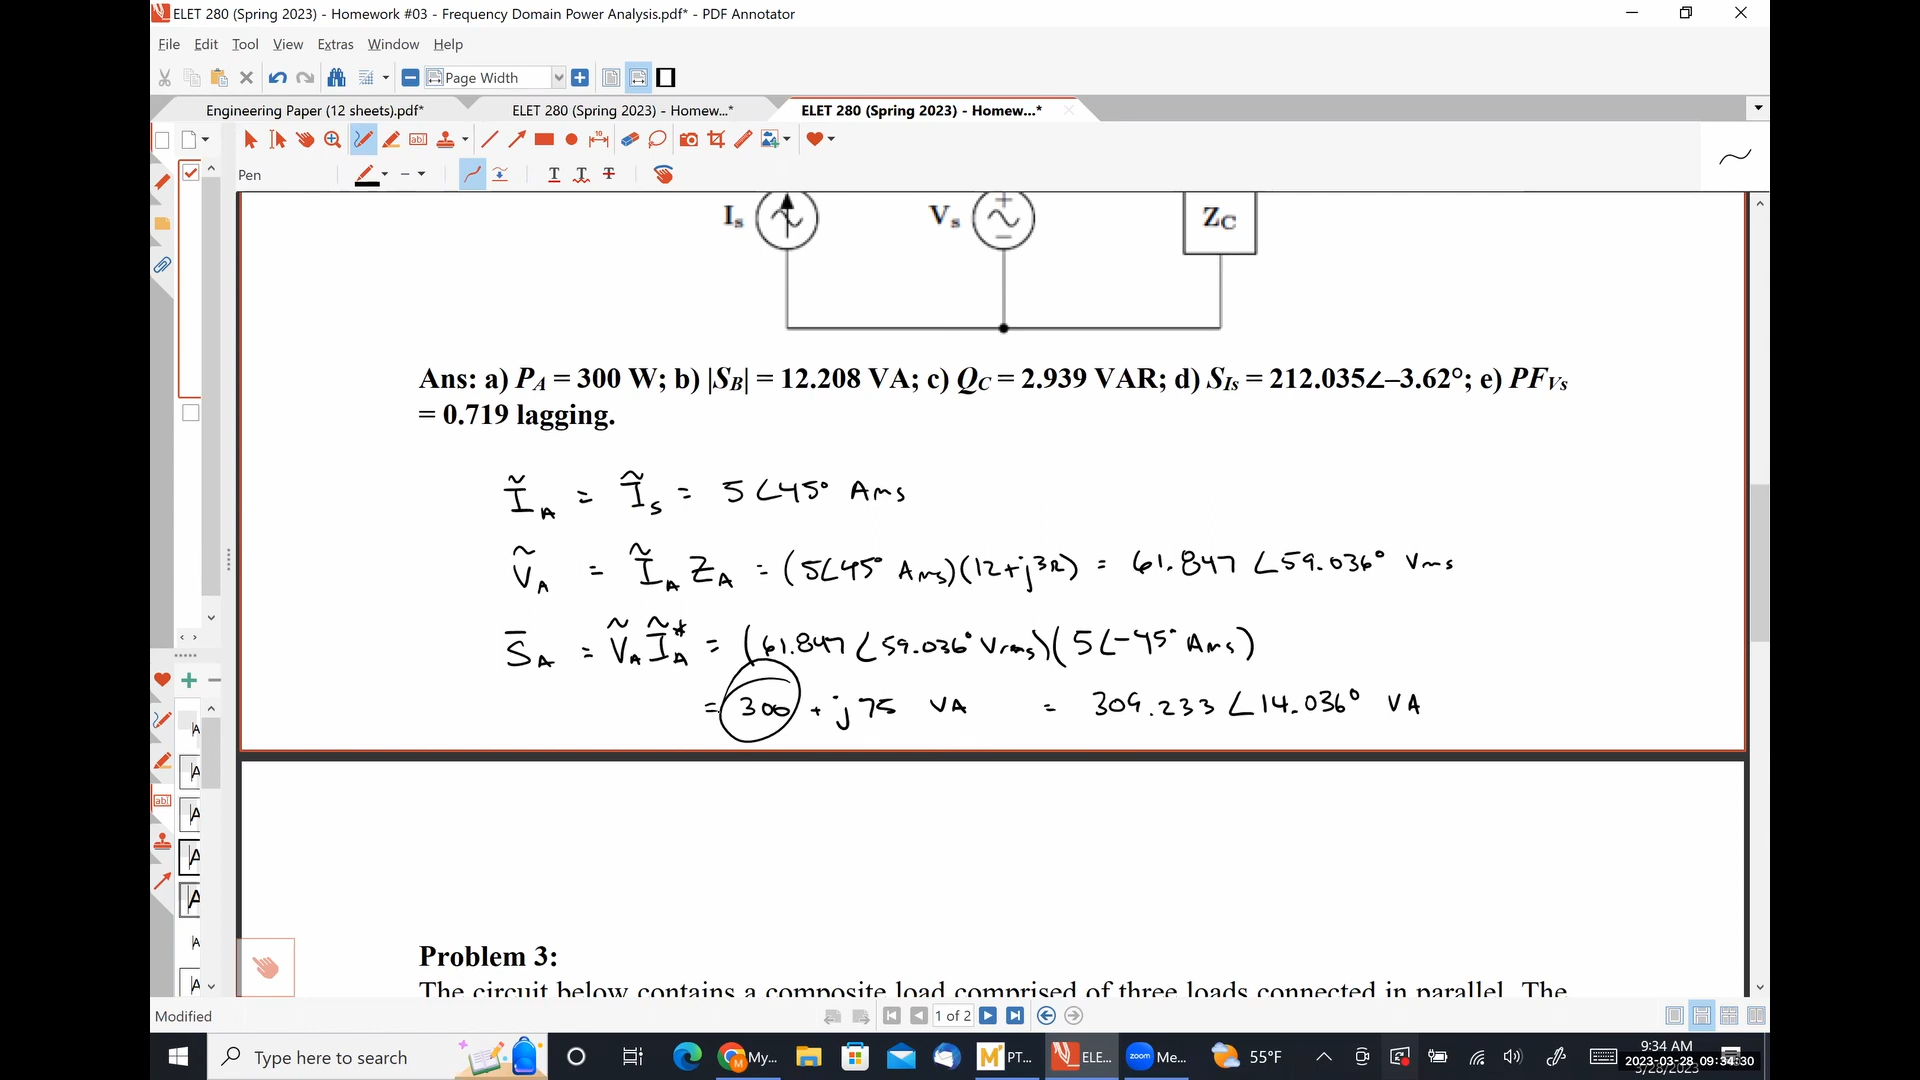 ELET 280 (Spring 2023) - Homework #03 - Frequency Domain Power Analysis.pdf* - PDF Annotator
File Edit Tool View Extras Window Help
Page Width
Engineering Paper (12 sheets).pdf* ELET 280 (Spring 2023) - Homew...* ELET 280 (Spring 2023) - Homew...*
Pen
Is Vs ZC
Ans: a) PA = 300 W; b) |SB| = 12.208 VA; c) QC = 2.939 VAR; d) SIs = 212.035∠–3.62°; e) PFVs
= 0.719 lagging.
ĨA = ĨS = 5∠45° Arms
ṼA = ĨA ZA = (5∠45° Arms)(12+j3Ω) = 61.847 ∠59.036° Vrms
S̄A = ṼA ĨA* = (61.847 ∠59.036° Vrms)(5∠-45° Arms)
= 300 + j75 VA = 309.233 ∠14.036° VA
Problem 3:
The circuit below contains a composite load comprised of three loads connected in parallel. The
Modified 1 of 2
Type here to search My... PT... ELE... zoom Me... 55°F 9:34 AM
2023-03-28 09:34:30
3/28/2023